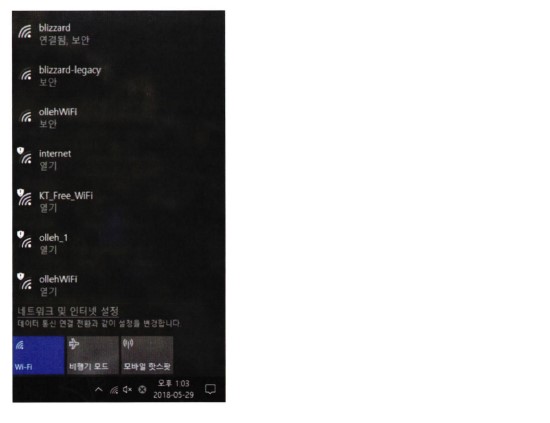 blizzard
연결됨, 보안
blizzard-legacy
보안
ollehWiFi
보안
internet
열기
KT_Free_WiFi
열기
olleh_1
열기
ollehWiFi
열기
네트워크 및 인터넷 설정
데이터 통신 연결 전환과 같이 설정을 변경합니다.
Wi-Fi
비행기 모드
모바일 핫스팟
오후 1:03
2018-05-29